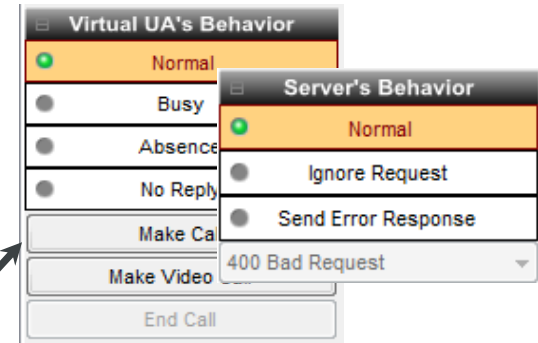 Virtual UA's Behavior
Normal
Busy
Absence
No Reply
Make Cal
Make Video
End Call
Server's Behavior
Normal
Ignore Request
Send Error Response
400 Bad Request